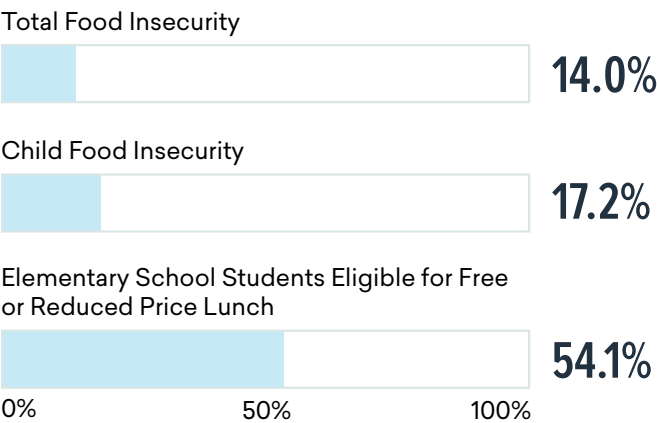 Total Food Insecurity
14.0%
Child Food Insecurity
17.2%
Elementary School Students Eligible for Free
or Reduced Price Lunch
54.1%
0% 50% 100%